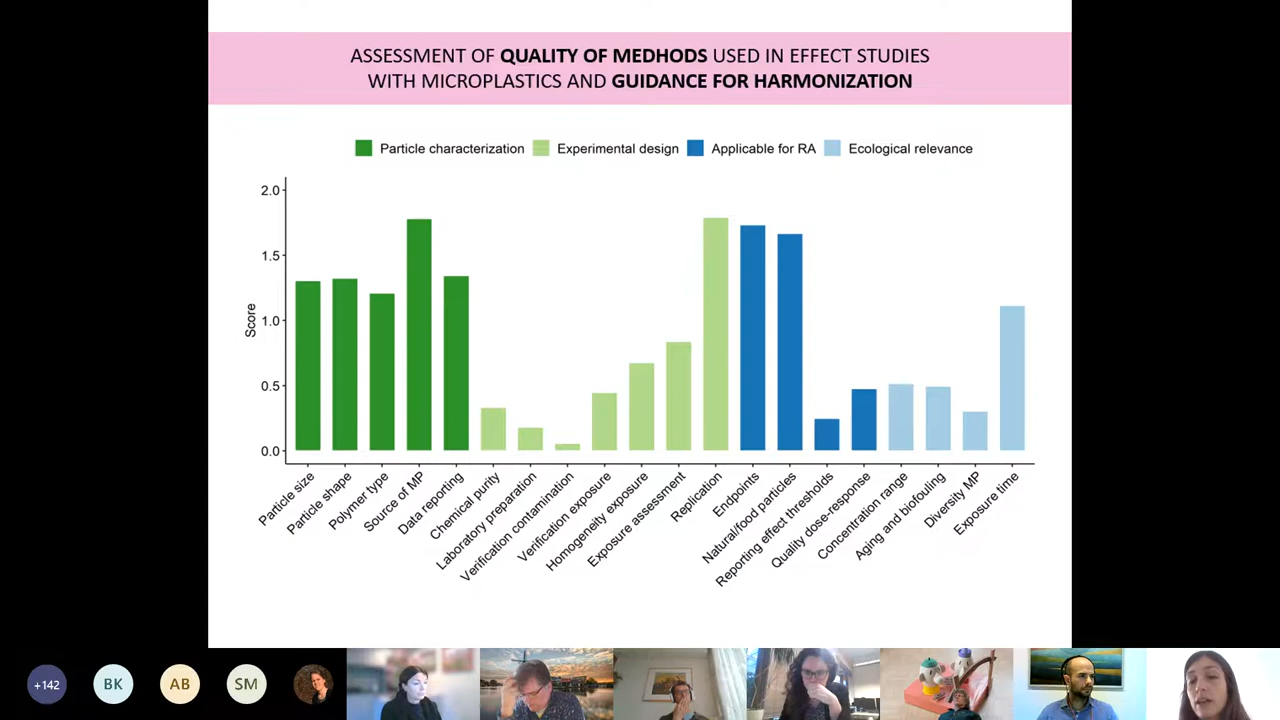 ASSESSMENT OF QUALITY OF MEDHODS USED IN EFFECT STUDIES
WITH MICROPLASTICS AND GUIDANCE FOR HARMONIZATION
Particle characterization
Experimental design
Applicable for RA
Ecological relevance
Score
2.0
1.5
1.0
0.5
0.0
Particle size
Particle shape
Polymer type
Source of MP
Data reporting
Chemical purity
Laboratory preparation
Verification contamination
Verification exposure
Homogeneity exposure
Exposure assessment
Replication
Endpoints
Natural/food particles
Reporting effect thresholds
Quality dose-response
Concentration range
Aging and biofouling
Diversity MP
Exposure time
+142
BK
AB
SM